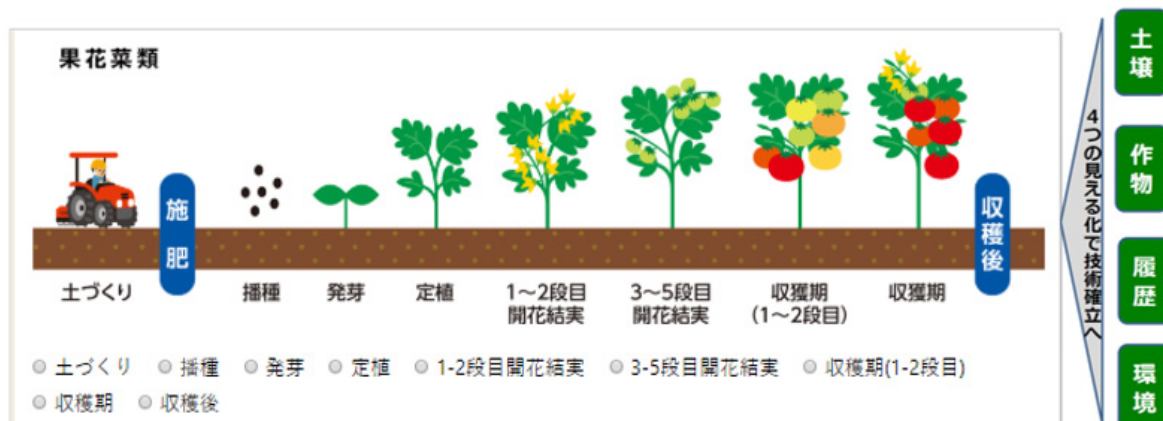 果花菜類
施肥
収穫後
土づくり
播種
発芽
定植
1〜2段目
開花結実
3〜5段目
開花結実
収獲期
(1〜2段目)
収獲期
土づくり 播種 発芽 定植 1-2段目開花結実 3-5段目開花結実 収穫期(1-2段目)
収穫期 収穫後
4つの見える化で技術確立へ
土壌
作物
履歴
環境